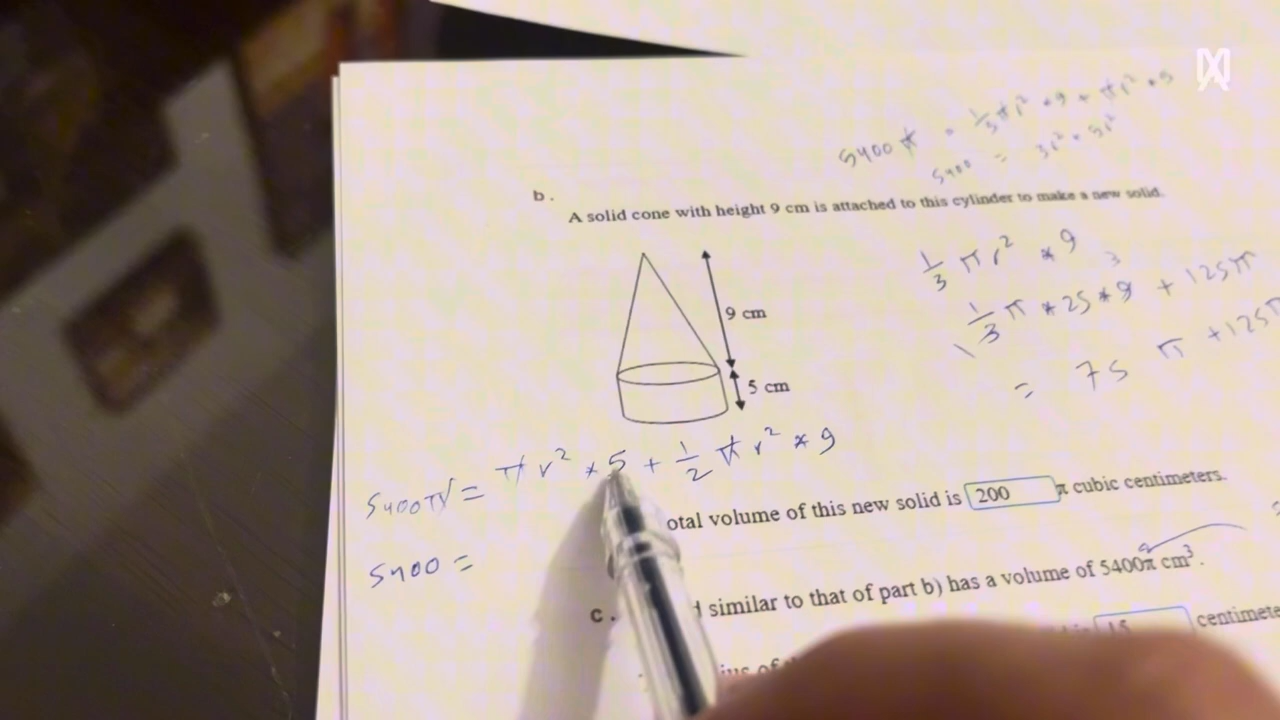 5400π = 1/3 πr² * 9 + πr² * 5
5400 = 3r² * 5r²
b.
A solid cone with height 9 cm is attached to this cylinder to make a new solid.
1/3 πr² * 9
3
1/3 π * 25 * 9 + 125π
= 75 π + 125π
9 cm
5 cm
5400π = πr² * 5 + 1/2 πr² * 9
5400 =
otal volume of this new solid is 200 π cubic centimeters.
c. similar to that of part b) has a volume of 5400π cm³.
15 centimete